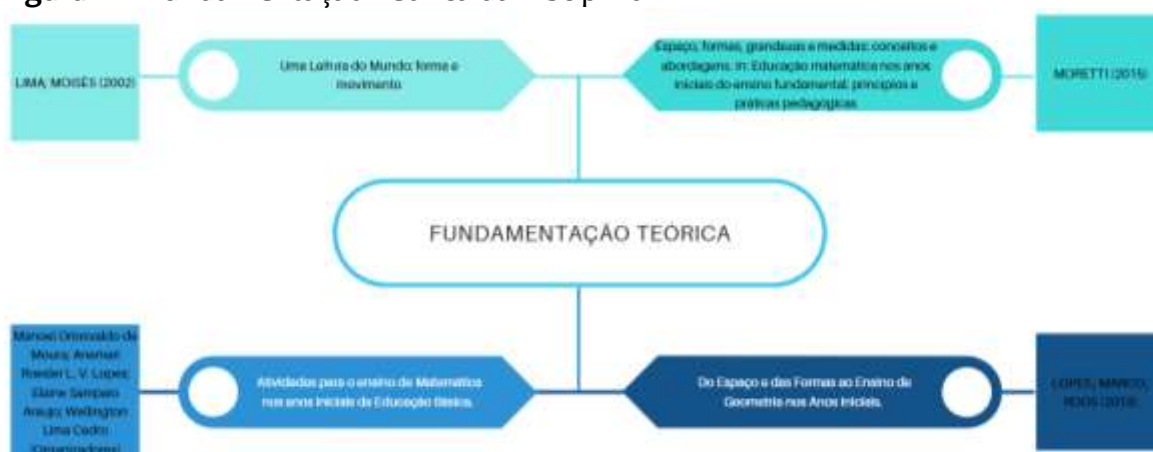 LIMA; MOISÉS (2002)
Uma Leitura do Mundo: forma e
movimento.
Espaço, formas, grandezas e medidas: conceitos e
abordagens. In: Educação matemática nos anos
iniciais do ensino fundamental: princípios e
práticas pedagógicas
MORETTI (2015)
FUNDAMENTAÇÃO TEÓRICA
Manoel Oriosvaldo de
Moura; Anemari
Roesler L. V. Lopes;
Elaine Sampaio
Araujo; Wellington
Lima Cedro
(Organizadores)
Atividades para o ensino de Matemática
nos anos iniciais da Educação Básica.
Do Espaço e das Formas ao Ensino de
Geometria nos Anos Iniciais.
LOPES; MARCO;